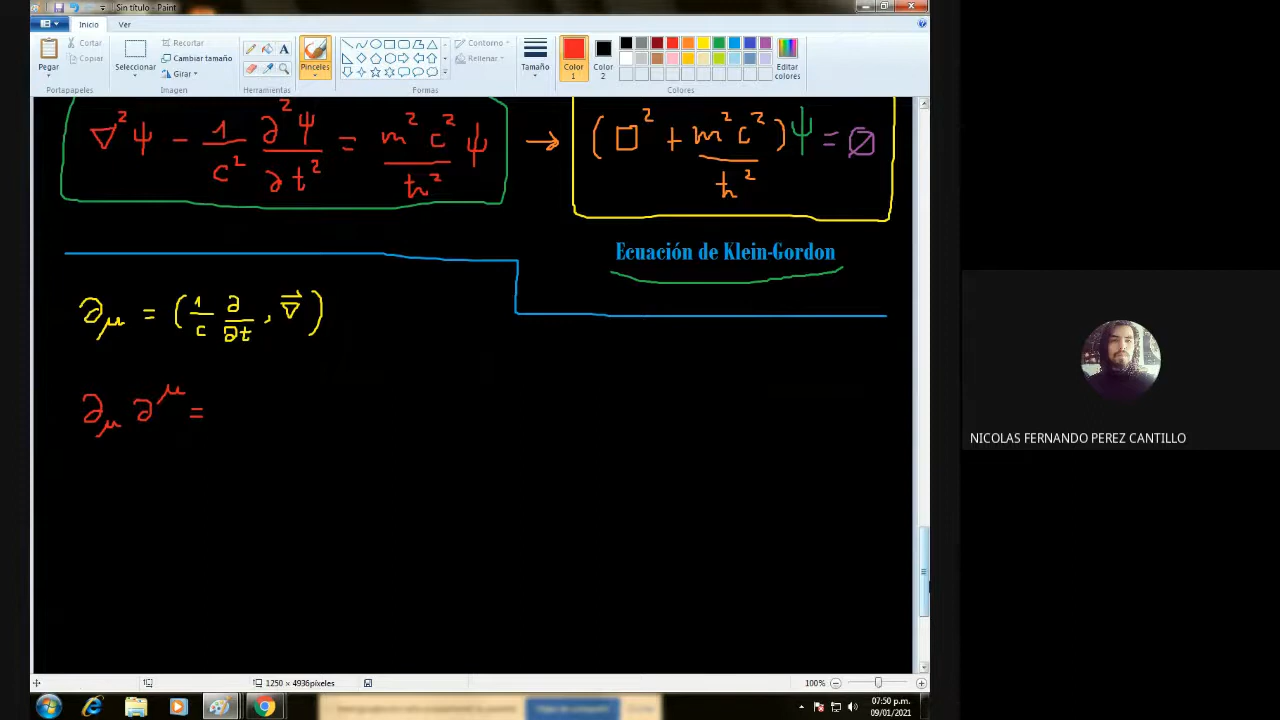 Sin título - Paint
Inicio Ver
Pegar
Cortar
Copiar
Portapapeles
Seleccionar
Recortar
Cambiar tamaño
Girar
Imagen
Herramientas
Pinceles
Contorno
Rellenar
Formas
Tamaño
Color 1
Color 2
Editar colores
Colores
∇²ψ − 1/c² ∂²ψ/∂t² = m²c²/ħ² ψ → (□² + m²c²/ħ²)ψ = ∅
Ecuación de Klein-Gordon
∂μ = (1/c ∂/∂t, ∇⃗)
∂μ ∂^μ =
NICOLAS FERNANDO PEREZ CANTILLO
1250 × 4936píxeles
100%
07:50 p.m.
09/01/2021